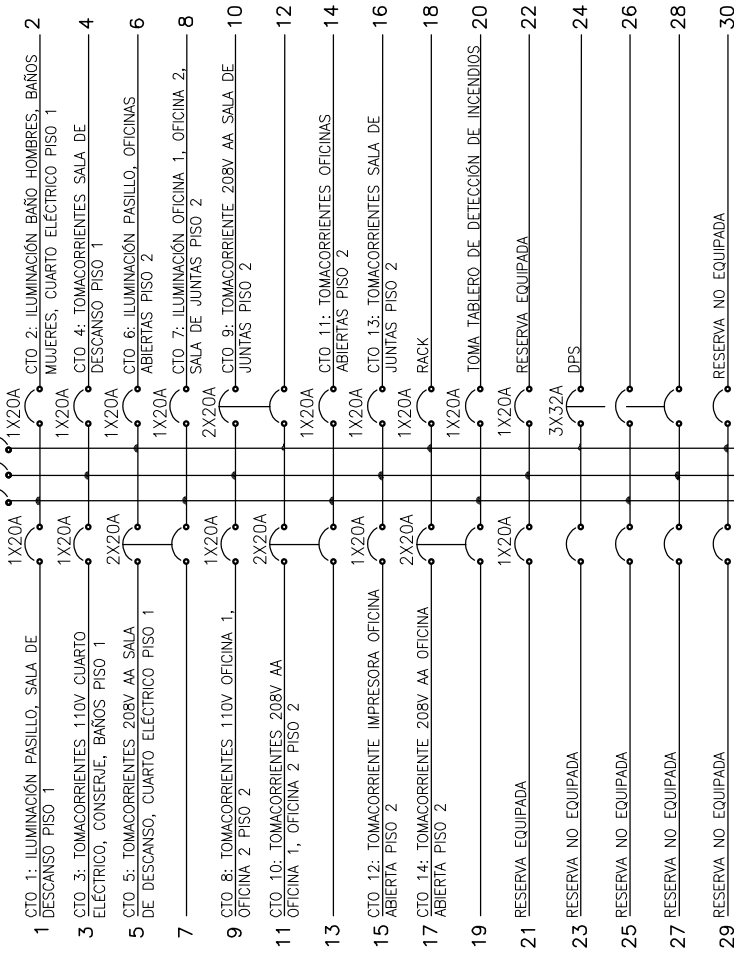 1
CTO 1: ILUMINACIÓN PASILLO, SALA DE
DESCANSO PISO 1
1X20A
1X20A
CTO 2: ILUMINACIÓN BAÑO HOMBRES, BAÑOS
MUJERES, CUARTO ELÉCTRICO PISO 1
2
3
CTO 3: TOMACORRIENTES 110V CUARTO
ELÉCTRICO, CONSERJE, BAÑOS PISO 1
1X20A
1X20A
CTO 4: TOMACORRIENTES SALA DE
DESCANSO PISO 1
4
5
CTO 5: TOMACORRIENTES 208V AA SALA
DE DESCANSO, CUARTO ELÉCTRICO PISO 1
2X20A
1X20A
CTO 6: ILUMINACIÓN PASILLO, OFICINAS
ABIERTAS PISO 2
6
7
1X20A
CTO 7: ILUMINACIÓN OFICINA 1, OFICINA 2,
SALA DE JUNTAS PISO 2
8
9
CTO 8: TOMACORRIENTES 110V OFICINA 1,
OFICINA 2 PISO 2
1X20A
2X20A
CTO 9: TOMACORRIENTE 208V AA SALA DE
JUNTAS PISO 2
10
11
CTO 10: TOMACORRIENTES 208V AA
OFICINA 1, OFICINA 2 PISO 2
2X20A
12
13
1X20A
CTO 11: TOMACORRIENTES OFICINAS
ABIERTAS PISO 2
14
15
CTO 12: TOMACORRIENTE IMPRESORA OFICINA
ABIERTA PISO 2
1X20A
1X20A
CTO 13: TOMACORRIENTES SALA DE
JUNTAS PISO 2
16
17
CTO 14: TOMACORRIENTE 208V AA OFICINA
ABIERTA PISO 2
2X20A
1X20A
RACK
18
19
1X20A
TOMA TABLERO DE DETECCIÓN DE INCENDIOS
20
21
RESERVA EQUIPADA
1X20A
1X20A
RESERVA EQUIPADA
22
23
RESERVA NO EQUIPADA
3X32A
DPS
24
25
RESERVA NO EQUIPADA
26
27
RESERVA NO EQUIPADA
28
29
RESERVA NO EQUIPADA
RESERVA NO EQUIPADA
30